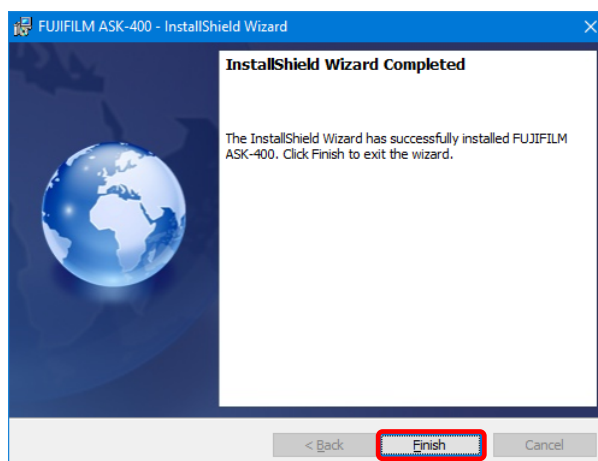 FUJIFILM ASK-400 - InstallShield Wizard
InstallShield Wizard Completed
The InstallShield Wizard has successfully installed FUJIFILM
ASK-400. Click Finish to exit the wizard.
< Back Finish Cancel